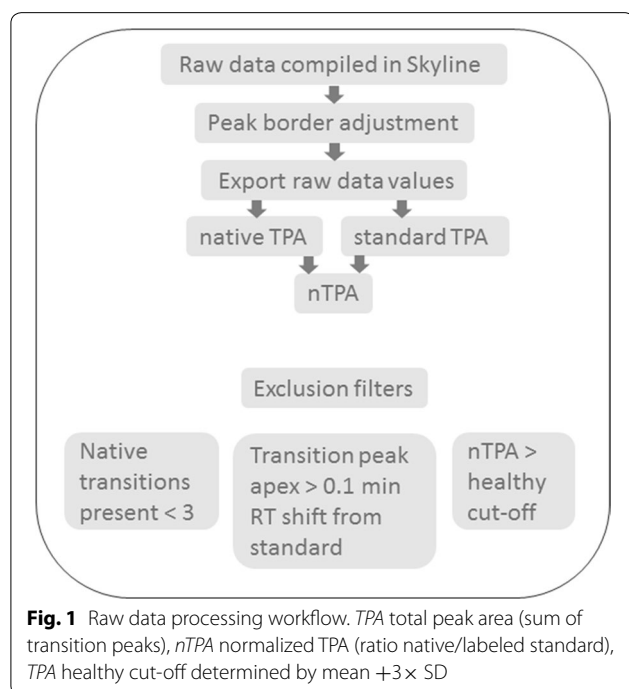 Raw data compiled in Skyline
Peak border adjustment
Export raw data values
native TPA
standard TPA
nTPA
Exclusion filters
Native
transitions
present < 3
Transition peak
apex > 0.1 min
RT shift from
standard
nTPA >
healthy
cut-off
Fig. 1 Raw data processing workflow. TPA total peak area (sum of
transition peaks), nTPA normalized TPA (ratio native/labeled standard),
TPA healthy cut-off determined by mean +3× SD